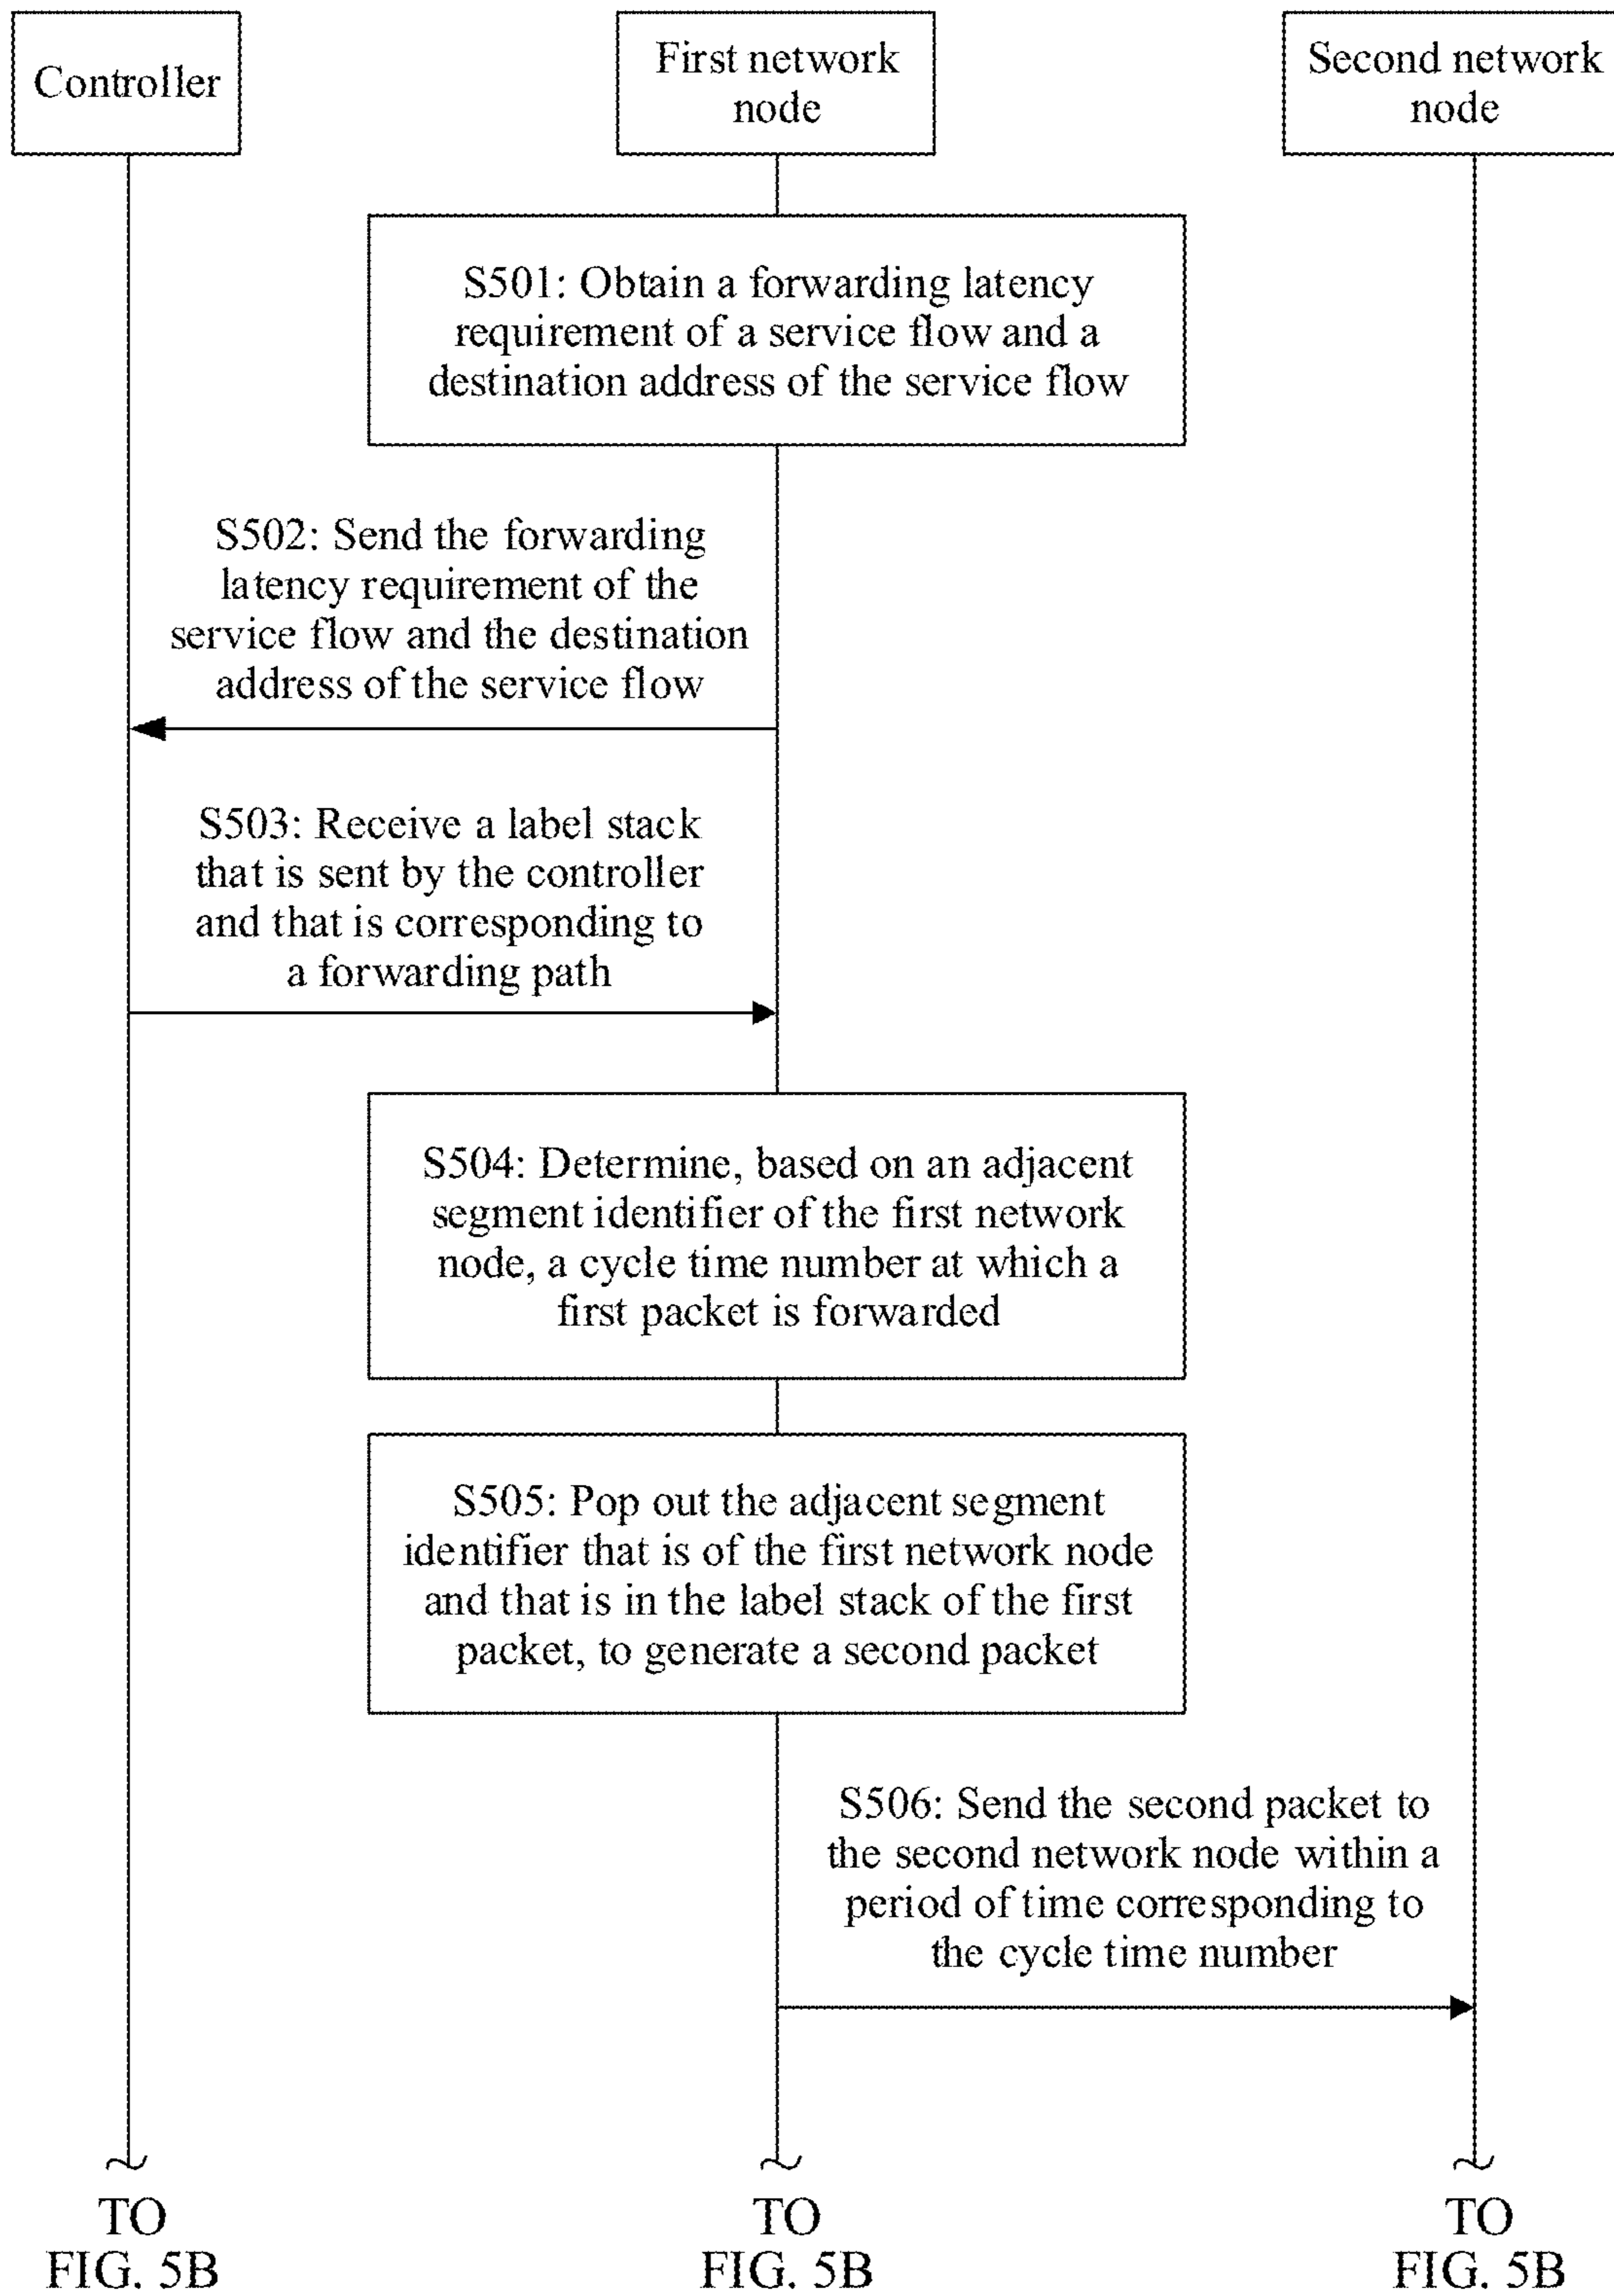 Controller
First network
node
Second network
node
S501: Obtain a forwarding latency
requirement of a service flow and a
destination address of the service flow
S502: Send the forwarding
latency requirement of the
service flow and the destination
address of the service flow
S503: Receive a label stack
that is sent by the controller
and that is corresponding to
a forwarding path
S504: Determine, based on an adjacent
segment identifier of the first network
node, a cycle time number at which a
first packet is forwarded
S505: Pop out the adjacent segment
identifier that is of the first network node
and that is in the label stack of the first
packet, to generate a second packet
S506: Send the second packet to
the second network node within a
period of time corresponding to
the cycle time number
TO
FIG. 5B
TO
FIG. 5B
TO
FIG. 5B